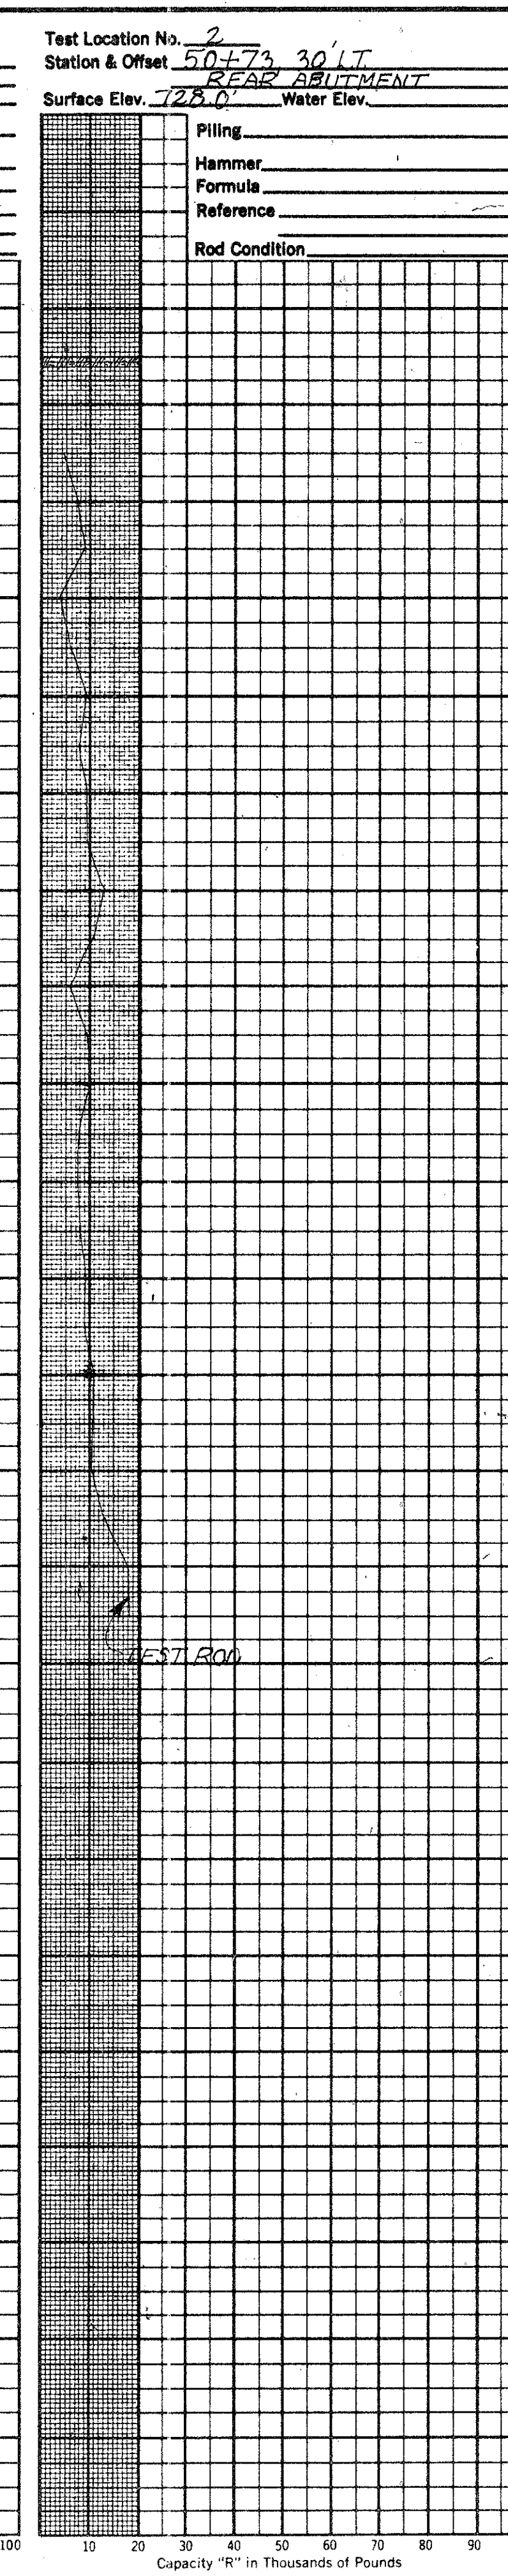 Test Location No. 2
Station & Offset 50+73, 30' LT.
REAR ABUTMENT
Surface Elev. 728.0' Water Elev.
Piling
Hammer
Formula
Reference
Rod Condition
TEST ROD
100 10 20 30 40 50 60 70 80 90
Capacity "R" in Thousands of Pounds